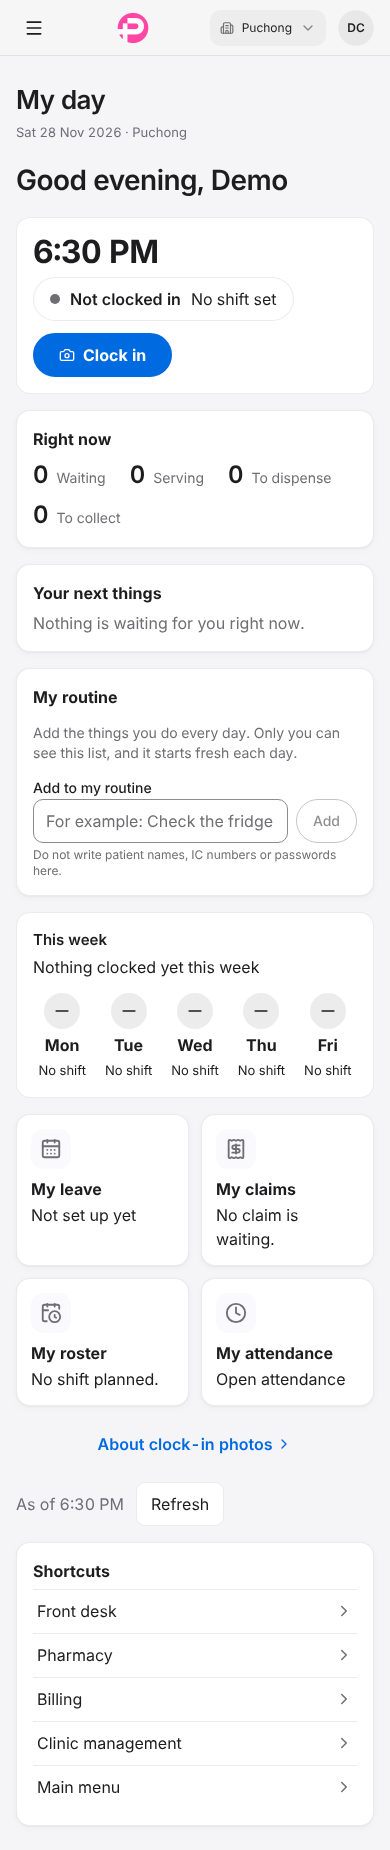 Puchong
DC
My day
Sat 28 Nov 2026 · Puchong
Good evening, Demo
6:30 PM
Not clocked in No shift set
Clock in
Right now
0 Waiting 0 Serving 0 To dispense
0 To collect
Your next things
Nothing is waiting for you right now.
My routine
Add the things you do every day. Only you can
see this list, and it starts fresh each day.
Add to my routine
For example: Check the fridge
Add
Do not write patient names, IC numbers or passwords
here.
This week
Nothing clocked yet this week
Mon Tue Wed Thu Fri
No shift No shift No shift No shift No shift
My leave
Not set up yet
My claims
No claim is
waiting.
My roster
No shift planned.
My attendance
Open attendance
About clock-in photos
As of 6:30 PM Refresh
Shortcuts
Front desk
Pharmacy
Billing
Clinic management
Main menu